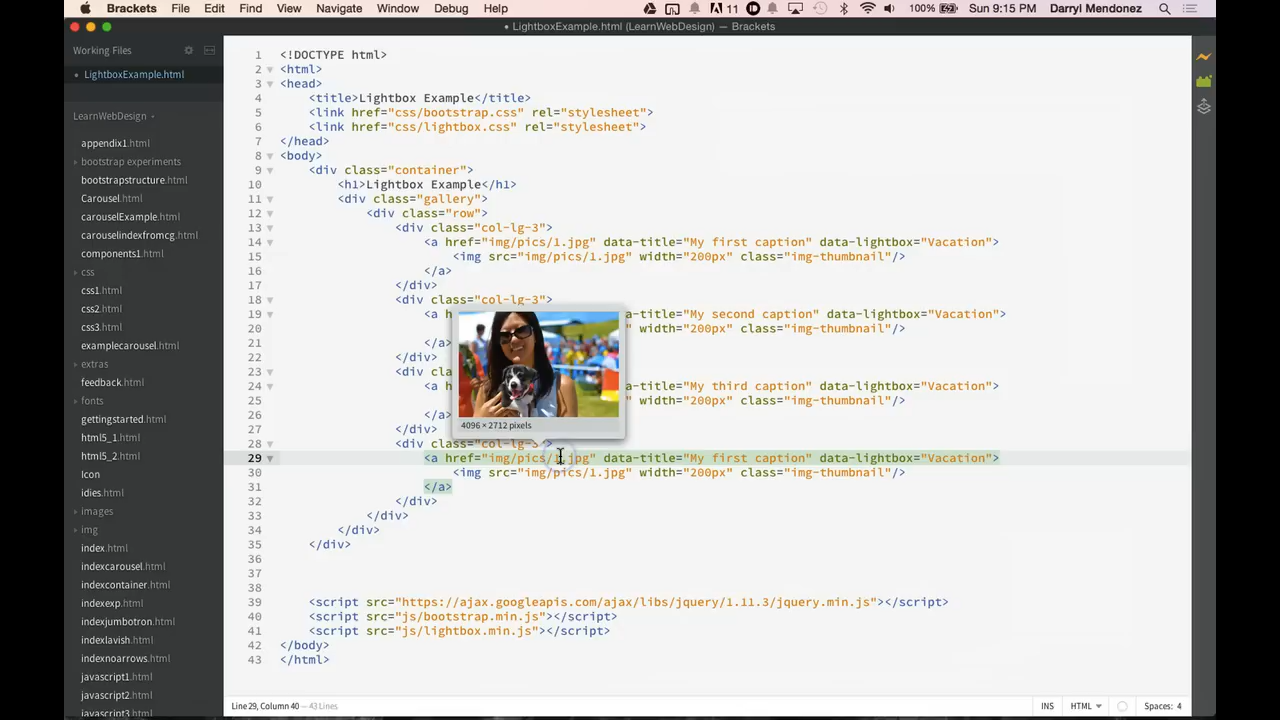 Brackets File Edit Find View Navigate Window Debug Help 11 100% Sun 9:15 PM Darryl Mendonez
• LightboxExample.html (LearnWebDesign) — Brackets
Working Files
• LightboxExample.html
LearnWebDesign
appendix1.html
bootstrap experiments
bootstrapstructure.html
Carousel.html
carouselExample.html
carouselindexfromcg.html
components1.html
css
css1.html
css2.html
css3.html
examplecarousel.html
extras
feedback.html
fonts
gettingstarted.html
html5_1.html
html5_2.html
Icon
idies.html
images
img
index.html
indexcarousel.html
indexcontainer.html
indexexp.html
indexjumbotron.html
indexlavish.html
indexnoarrows.html
javascript1.html
javascript2.html
javascript3.html
1 <!DOCTYPE html>
2 <html>
3 <head>
4 <title>Lightbox Example</title>
5 <link href="css/bootstrap.css" rel="stylesheet">
6 <link href="css/lightbox.css" rel="stylesheet">
7 </head>
8 <body>
9 <div class="container">
10 <h1>Lightbox Example</h1>
11 <div class="gallery">
12 <div class="row">
13 <div class="col-lg-3">
14 <a href="img/pics/1.jpg" data-title="My first caption" data-lightbox="Vacation">
15 <img src="img/pics/1.jpg" width="200px" class="img-thumbnail"/>
16 </a>
17 </div>
18 <div class="col-lg-3">
19 <a h a-title="My second caption" data-lightbox="Vacation">
20 " width="200px" class="img-thumbnail"/>
21 </a>
22 </div>
23 <div cl
24 <a h a-title="My third caption" data-lightbox="Vacation">
25 " width="200px" class="img-thumbnail"/>
26 </a>
27 </div>
4096 × 2712 pixels
28 <div class="col-lg-3">
29 <a href="img/pics/1.jpg" data-title="My first caption" data-lightbox="Vacation">
30 <img src="img/pics/1.jpg" width="200px" class="img-thumbnail"/>
31 </a>
32 </div>
33 </div>
34 </div>
35 </div>
36
37
38
39 <script src="https://ajax.googleapis.com/ajax/libs/jquery/1.11.3/jquery.min.js"></script>
40 <script src="js/bootstrap.min.js"></script>
41 <script src="js/lightbox.min.js"></script>
42 </body>
43 </html>
Line 29, Column 40 — 43 Lines INS HTML Spaces: 4